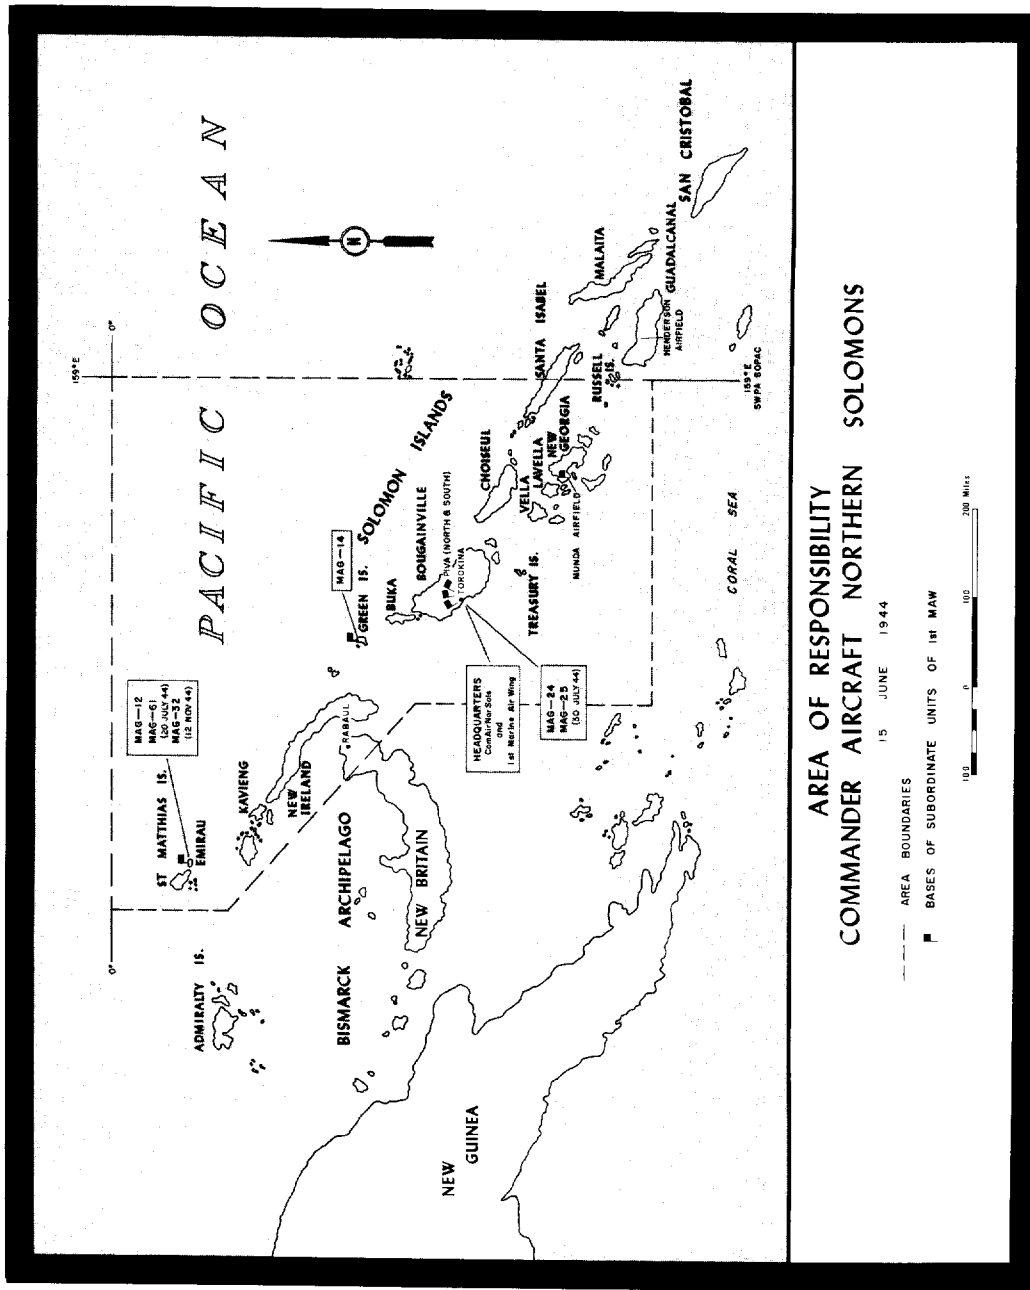 PACIFIC OCEAN
0°
0°
159°E
ADMIRALTY IS.
ST MATTHIAS IS.
EMIRAU
MAG—12
MAG—61
(20 JULY 44)
MAG—32
(12 NOV 44)
KAVIENG
NEW
IRELAND
RABAUL
BISMARCK ARCHIPELAGO
NEW BRITAIN
NEW
GUINEA
MAG—14
GREEN IS.
SOLOMON ISLANDS
BUKA
BOUGAINVILLE
PIVA (NORTH & SOUTH)
TOROKINA
HEADQUARTERS
ComAirNorSols
and
1st Marine Air Wing
MAG—24
MAG—25
(30 JULY 44)
TREASURY IS.
CHOISEUL
VELLA
LAVELLA
NEW
GEORGIA
MUNDA AIRFIELD
SANTA ISABEL
RUSSELL
IS.
MALAITA
GUADALCANAL
HENDERSON
AIRFIELD
SAN CRISTOBAL
159°E
SWPA SOPAC
CORAL SEA
AREA OF RESPONSIBILITY
COMMANDER AIRCRAFT NORTHERN SOLOMONS
15 JUNE 1944
AREA BOUNDARIES
BASES OF SUBORDINATE UNITS OF 1st MAW
100 0 100 200 Miles
N